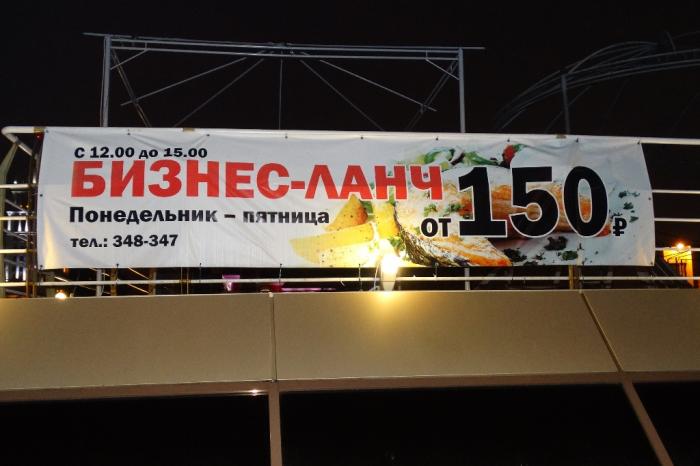 С 12.00 до 15.00
БИЗНЕС-ЛАНЧ
Понедельник – пятница
тел.: 348-347
от 150 ₽